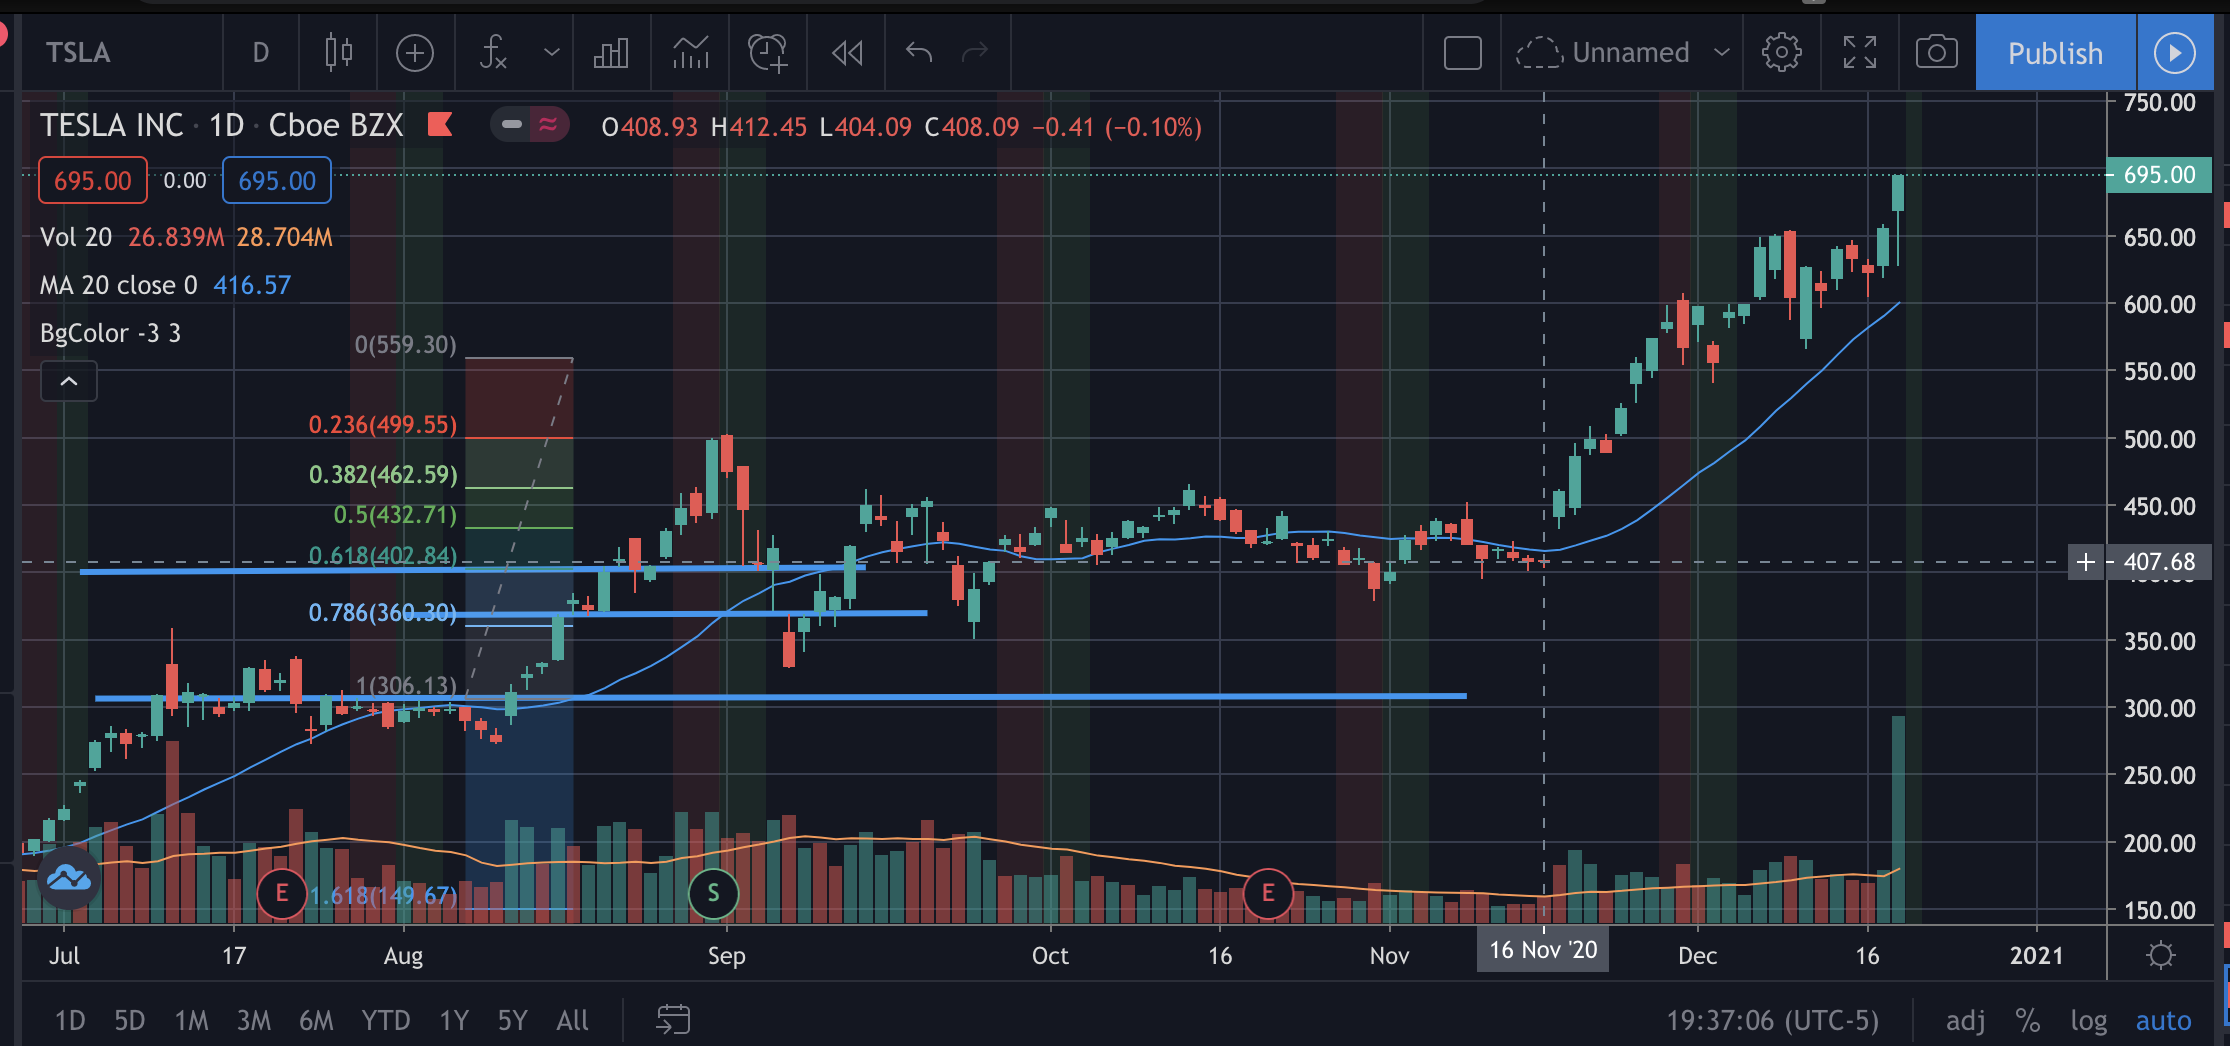 TSLA D Unnamed Publish
TESLA INC · 1D · Cboe BZX O408.93 H412.45 L404.09 C408.09 −0.41 (−0.10%)
695.00 0.00 695.00
Vol 20 26.839M 28.704M
MA 20 close 0 416.57
BgColor -3 3
0(559.30)
0.236(499.55)
0.382(462.59)
0.5(432.71)
0.618(402.84)
0.786(360.30)
1(306.13)
1.618(149.67)
E
S
E
750.00
695.00
650.00
600.00
550.00
500.00
450.00
407.68
350.00
300.00
250.00
200.00
150.00
Jul 17 Aug Sep Oct 16 Nov 16 Nov '20 Dec 16 2021
1D 5D 1M 3M 6M YTD 1Y 5Y All 19:37:06 (UTC-5) adj % log auto